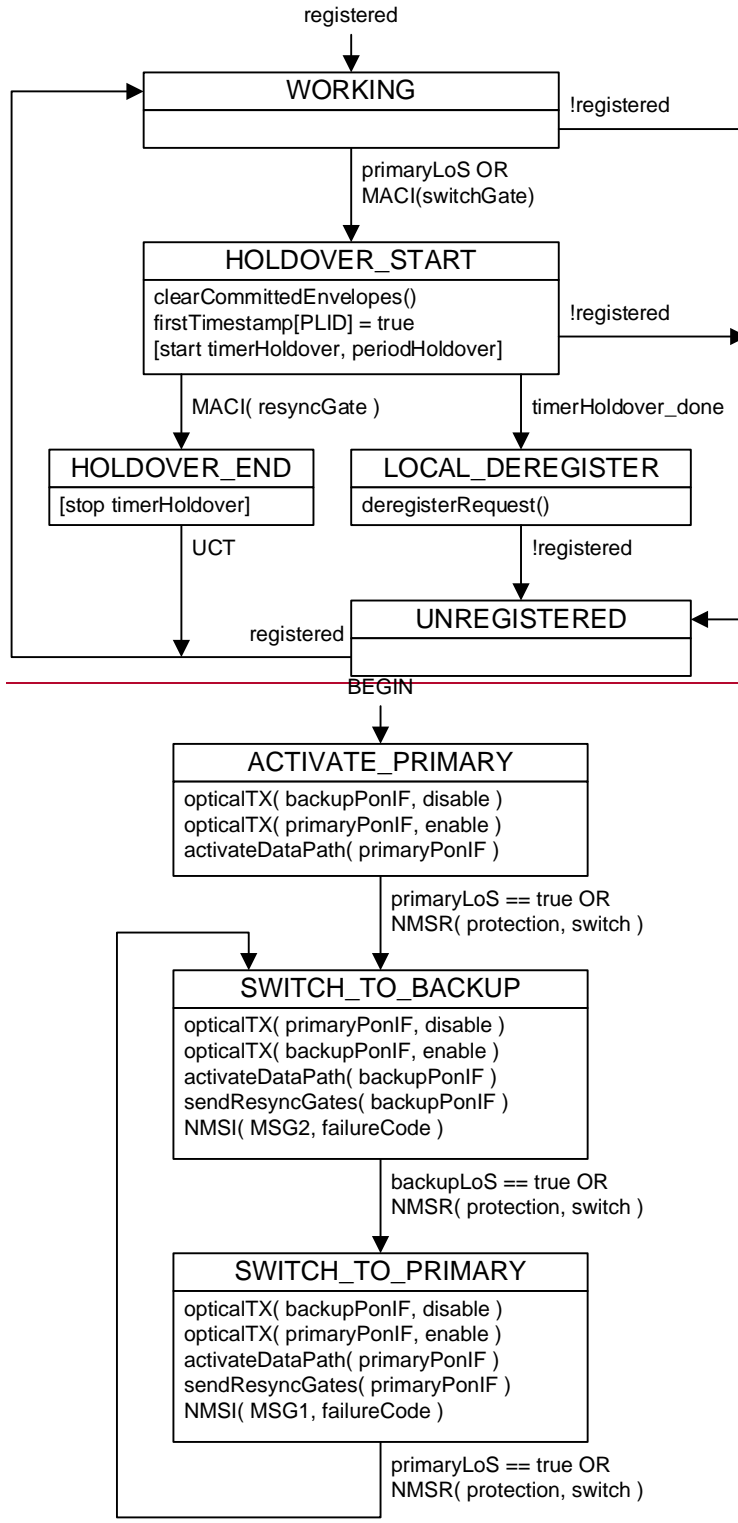 registered
WORKING
!registered
primaryLoS OR
MACI(switchGate)
HOLDOVER_START
clearCommittedEnvelopes()
firstTimestamp[PLID] = true
[start timerHoldover, periodHoldover]
!registered
MACI( resyncGate )
timerHoldover_done
HOLDOVER_END
[stop timerHoldover]
LOCAL_DEREGISTER
deregisterRequest()
UCT
!registered
registered
UNREGISTERED
BEGIN
ACTIVATE_PRIMARY
opticalTX( backupPonIF, disable )
opticalTX( primaryPonIF, enable )
activateDataPath( primaryPonIF )
primaryLoS == true OR
NMSR( protection, switch )
SWITCH_TO_BACKUP
opticalTX( primaryPonIF, disable )
opticalTX( backupPonIF, enable )
activateDataPath( backupPonIF )
sendResyncGates( backupPonIF )
NMSI( MSG2, failureCode )
backupLoS == true OR
NMSR( protection, switch )
SWITCH_TO_PRIMARY
opticalTX( backupPonIF, disable )
opticalTX( primaryPonIF, enable )
activateDataPath( primaryPonIF )
sendResyncGates( primaryPonIF )
NMSI( MSG1, failureCode )
primaryLoS == true OR
NMSR( protection, switch )